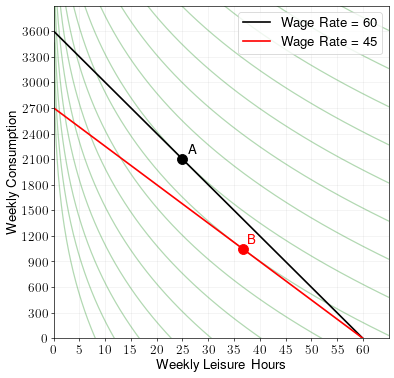 Wage Rate = 60
Wage Rate = 45
3600
3300
3000
2700
2400
2100
1800
1500
1200
900
600
300
0
Weekly Consumption
A
B
0 5 10 15 20 25 30 35 40 45 50 55 60
Weekly Leisure Hours